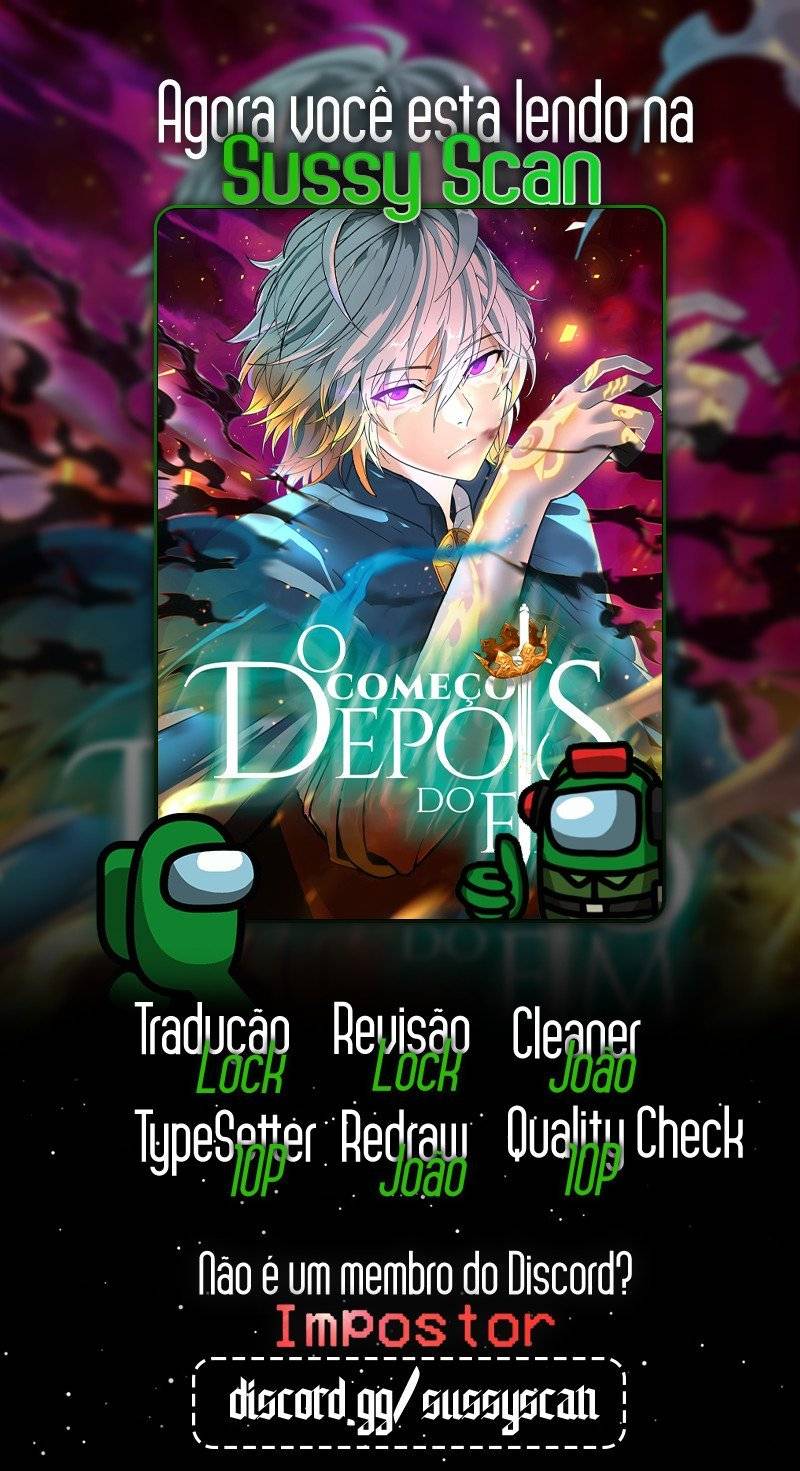 Agora você esta lendo na
Sussy Scan
O
COMEÇO
DEPOIS
DO F
Tradução Revisão Cleaner
Lock Lock João
TypeSetter Redraw Quality Check
10P João 10P
Não é um membro do Discord?
Impostor
discord.gg/sussyscan